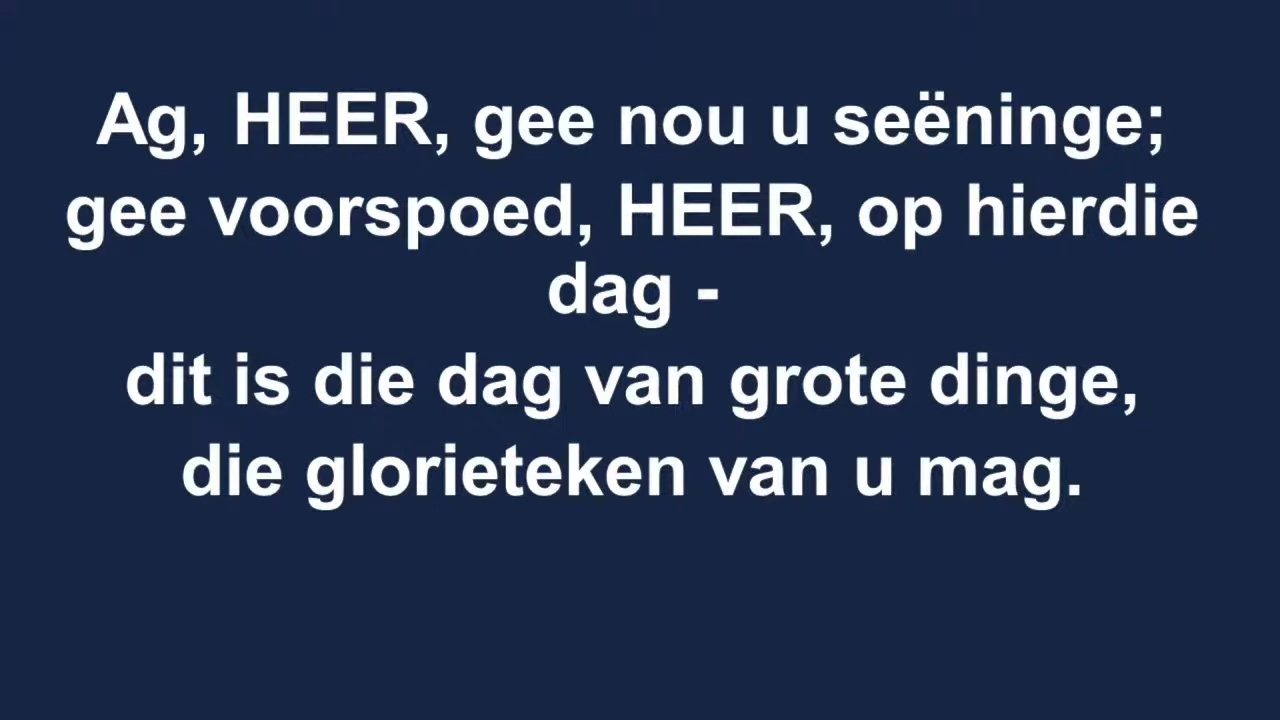 Ag, HEER, gee nou u seëninge;
gee voorspoed, HEER, op hierdie
dag -
dit is die dag van grote dinge,
die glorieteken van u mag.